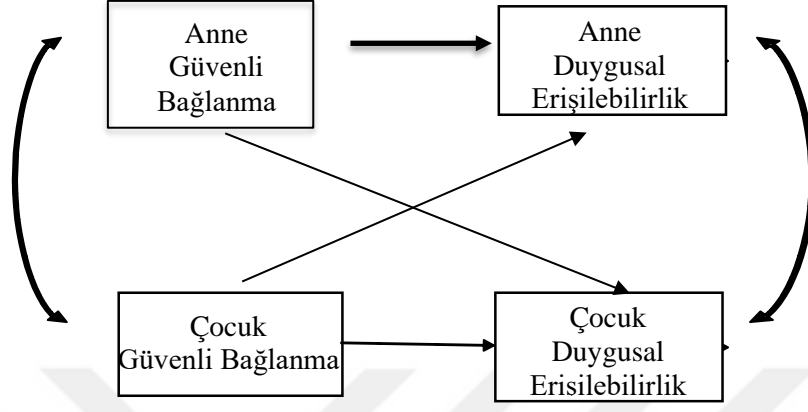 Anne
Güvenli
Bağlanma
Anne
Duygusal
Erişilebilirlik
Çocuk
Güvenli Bağlanma
Çocuk
Duygusal
Erisilebilirlik